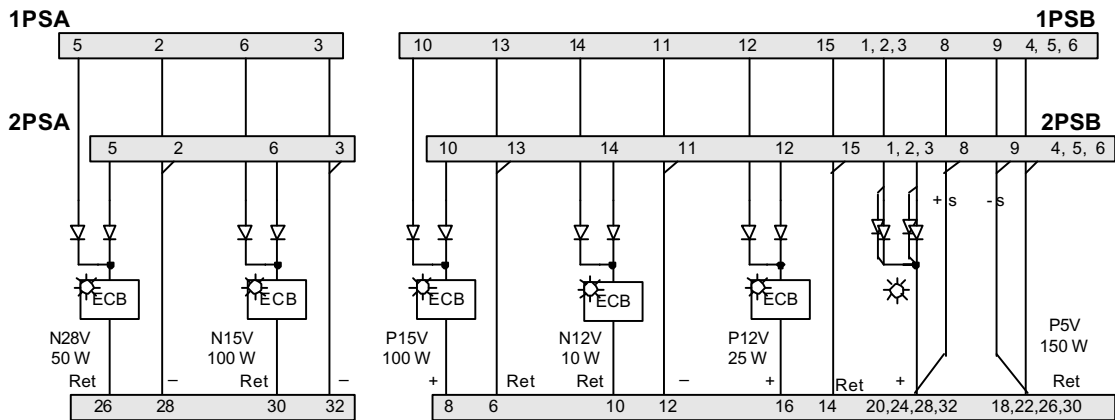 1PSA 1PSB
5 2 6 3 10 13 14 11 12 15 1, 2, 3 8 9 4, 5, 6
2PSA 2PSB
5 2 6 3 10 13 14 11 12 15 1, 2, 3 8 9 4, 5, 6
+ s - s
ECB ECB ECB ECB ECB
N28V N15V P15V N12V P12V P5V
50 W 100 W 100 W 10 W 25 W 150 W
Ret – Ret – + Ret Ret – + Ret + Ret
26 28 30 32 8 6 10 12 16 14 20,24,28,32 18,22,26,30